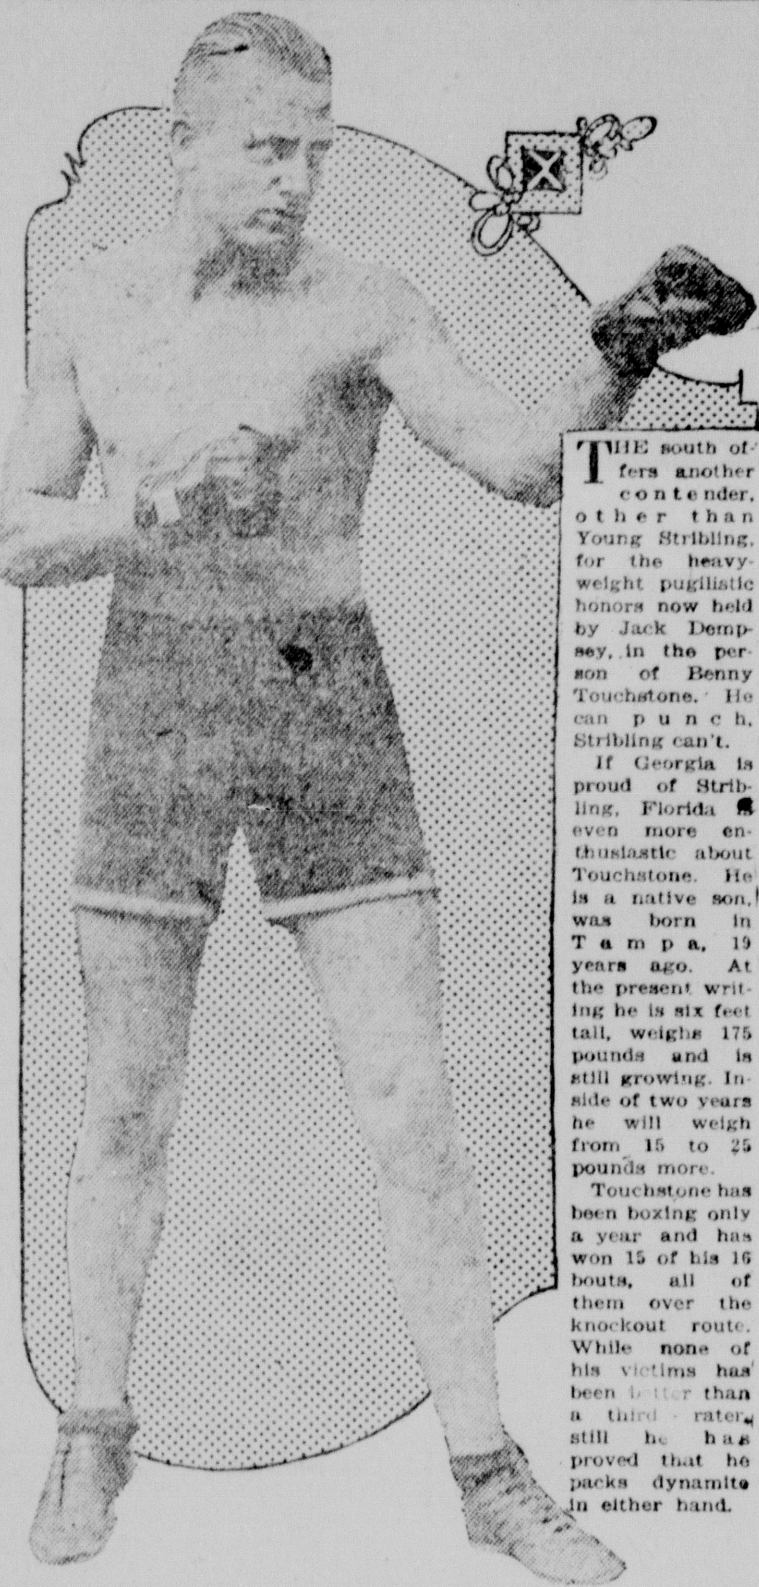 THE south of-
fers another
contender,
other than
Young Stribling,
for the heavy-
weight pugilistic
honors now held
by Jack Demp-
sey, in the per-
son of Benny
Touchstone. He
can punch,
Stribling can't.
If Georgia is
proud of Strib-
ling, Florida is
even more en-
thusiastic about
Touchstone. He
is a native son,
was born in
Tampa, 19
years ago. At
the present writ-
ing he is six feet
tall, weighs 175
pounds and is
still growing. In-
side of two years
he will weigh
from 15 to 25
pounds more.
Touchstone has
been boxing only
a year and has
won 15 of his 16
bouts, all of
them over the
knockout route.
While none of
his victims has
been better than
a third-rater,
still he has
proved that he
packs dynamite
in either hand.